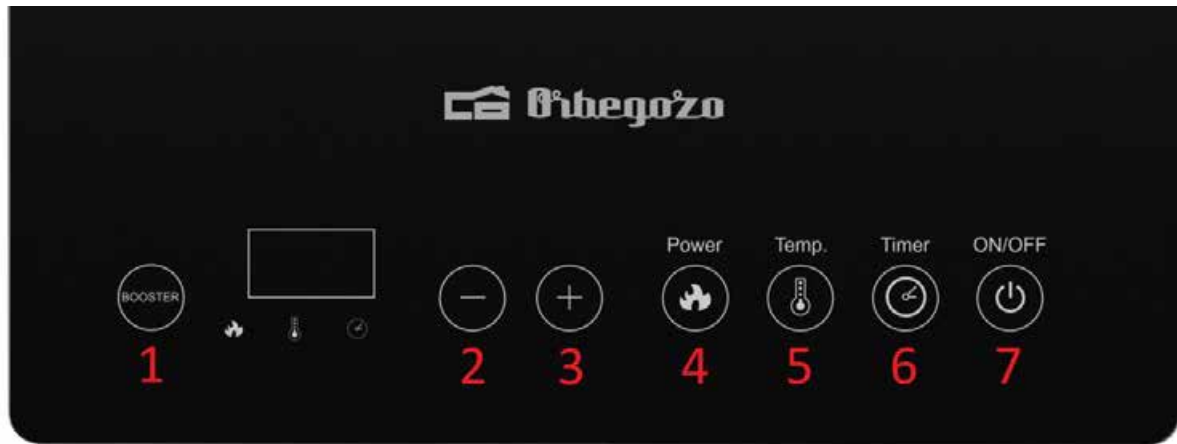 Orbegozo
Power Temp. Timer ON/OFF
BOOSTER
− +
1 2 3 4 5 6 7